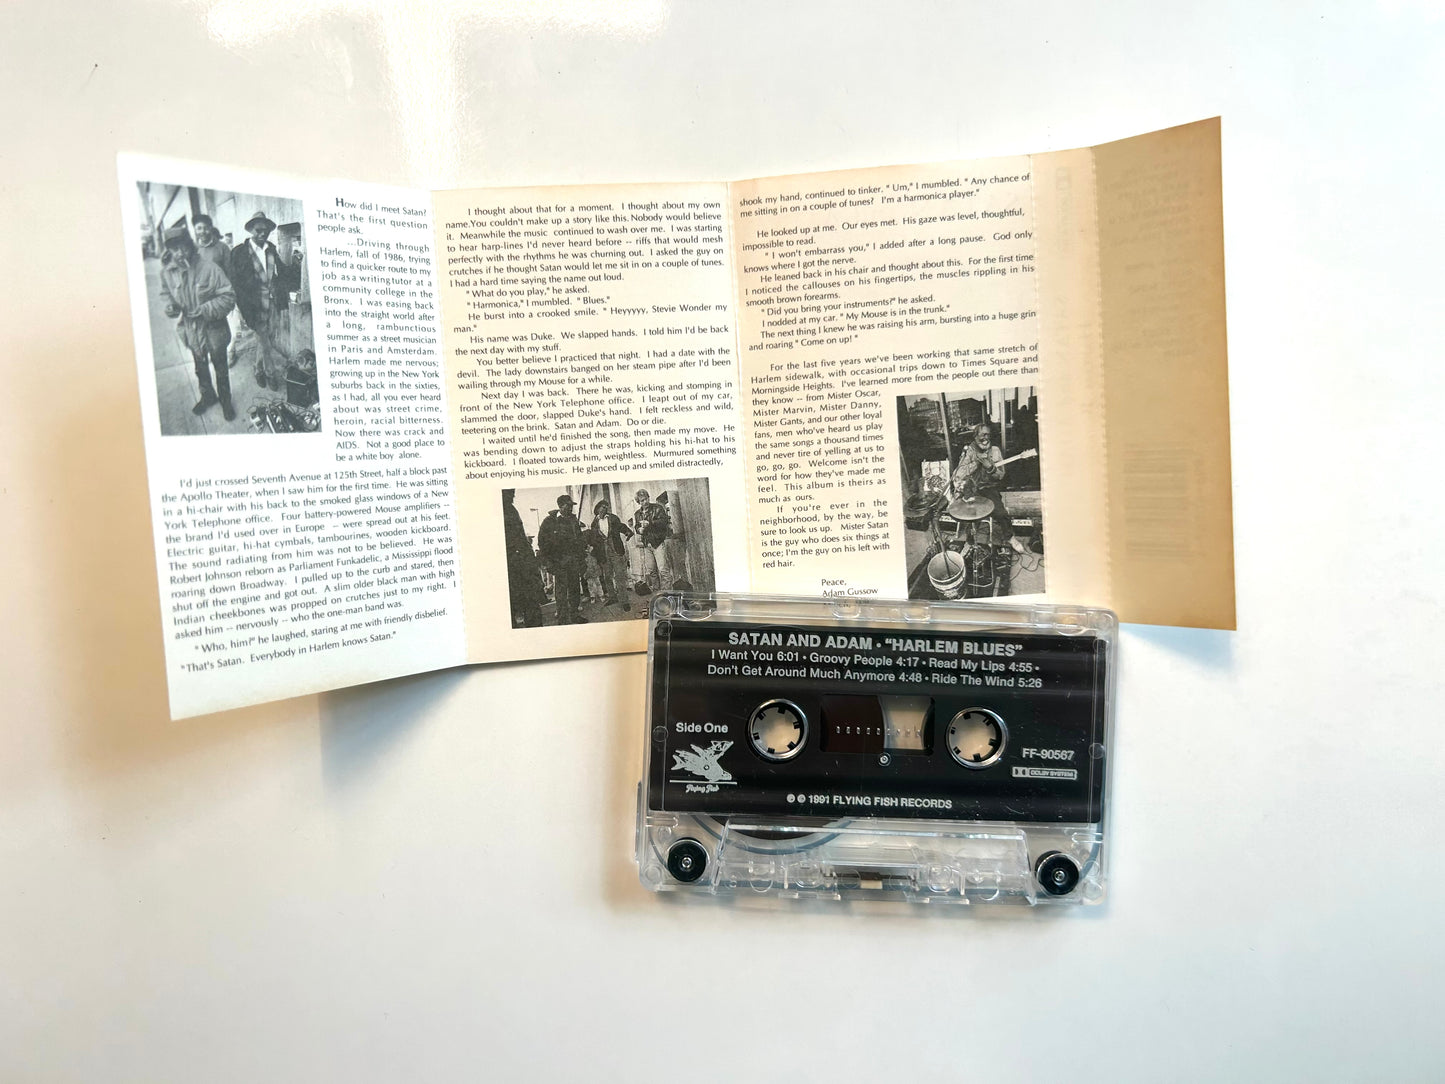 How did I meet Satan?
That's the first question
people ask.
...Driving through
Harlem, fall of 1986, trying
to find a quicker route to my
job as a writing tutor at a
community college in the
Bronx. I was easing back
into the straight world after
a long, rambunctious
summer as a street musician
in Paris and Amsterdam.
Harlem made me nervous;
growing up in the New York
suburbs back in the sixties,
as I had, all you ever heard
about was street crime,
heroin, racial bitterness.
Now there was crack and
AIDS. Not a good place to
be a white boy alone.
I'd just crossed Seventh Avenue at 125th Street, half a block past
the Apollo Theater, when I saw him for the first time. He was sitting
in a hi-chair with his back to the smoked glass windows of a New
York Telephone office. Four battery-powered Mouse amplifiers --
the brand I'd used over in Europe -- were spread out at his feet.
Electric guitar, hi-hat cymbals, tambourines, wooden kickboard.
The sound radiating from him was not to be believed. He was
Robert Johnson reborn as Parliament Funkadelic, a Mississippi flood
roaring down Broadway. I pulled up to the curb and stared, then
shut off the engine and got out. A slim older black man with high
Indian cheekbones was propped on crutches just to my right. I
asked him -- nervously -- who the one-man band was.
" Who, him?" he laughed, staring at me with friendly disbelief.
"That's Satan. Everybody in Harlem knows Satan."
I thought about that for a moment. I thought about my own
name.You couldn't make up a story like this. Nobody would believe
it. Meanwhile the music continued to wash over me. I was starting
to hear harp-lines I'd never heard before -- riffs that would mesh
perfectly with the rhythms he was churning out. I asked the guy on
crutches if he thought Satan would let me sit in on a couple of tunes.
I had a hard time saying the name out loud.
" What do you play," he asked.
" Harmonica," I mumbled. " Blues."
He burst into a crooked smile. " Heyyyyy, Stevie Wonder my
man."
His name was Duke. We slapped hands. I told him I'd be back
the next day with my stuff.
You better believe I practiced that night. I had a date with the
devil. The lady downstairs banged on her steam pipe after I'd been
wailing through my Mouse for a while.
Next day I was back. There he was, kicking and stomping in
front of the New York Telephone office. I leapt out of my car,
slammed the door, slapped Duke's hand. I felt reckless and wild,
teetering on the brink. Satan and Adam. Do or die.
I waited until he'd finished the song, then made my move. He
was bending down to adjust the straps holding his hi-hat to his
kickboard. I floated towards him, weightless. Murmured something
about enjoying his music. He glanced up and smiled distractedly,
shook my hand, continued to tinker. " Um," I mumbled. " Any chance of
me sitting in on a couple of tunes? I'm a harmonica player."
He looked up at me. Our eyes met. His gaze was level, thoughtful,
impossible to read.
" I won't embarrass you," I added after a long pause. God only
knows where I got the nerve.
He leaned back in his chair and thought about this. For the first time
I noticed the callouses on his fingertips, the muscles rippling in his
smooth brown forearms.
" Did you bring your instruments?" he asked.
I nodded at my car. " My Mouse is in the trunk."
The next thing I knew he was raising his arm, bursting into a huge grin
and roaring " Come on up! "
For the last five years we've been working that same stretch of
Harlem sidewalk, with occasional trips down to Times Square and
Morningside Heights. I've learned more from the people out there than
they know -- from Mister Oscar,
Mister Marvin, Mister Danny,
Mister Gants, and our other loyal
fans, men who've heard us play
the same songs a thousand times
and never tire of yelling at us to
go, go, go. Welcome isn't the
word for how they've made me
feel. This album is theirs as
much as ours.
If you're ever in the
neighborhood, by the way, be
sure to look us up. Mister Satan
is the guy who does six things at
once; I'm the guy on his left with
red hair.
Peace,
Adam Gussow
SATAN AND ADAM • "HARLEM BLUES"
I Want You 6:01 • Groovy People 4:17 • Read My Lips 4:55 •
Don't Get Around Much Anymore 4:48 • Ride The Wind 5:26
Side One
Flying Fish
FF-90567
DOLBY SYSTEM
℗ © 1991 FLYING FISH RECORDS